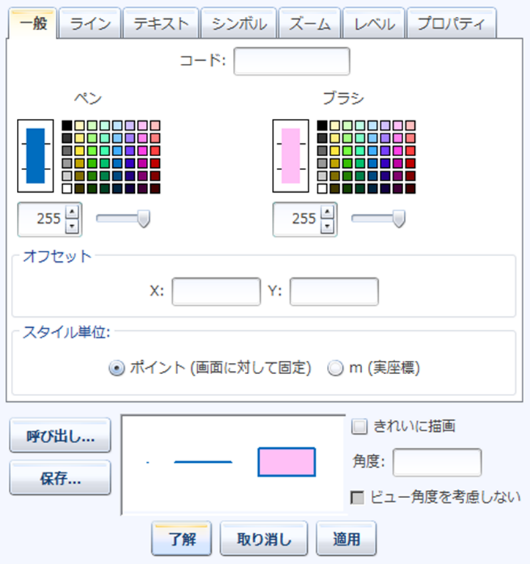 一般 ライン テキスト シンボル ズーム レベル プロパティ
コード:
ペン ブラシ
255 255
オフセット
X: Y:
スタイル単位:
ポイント (画面に対して固定) m (実座標)
呼び出し... きれいに描画
保存... 角度:
ビュー角度を考慮しない
了解 取り消し 適用